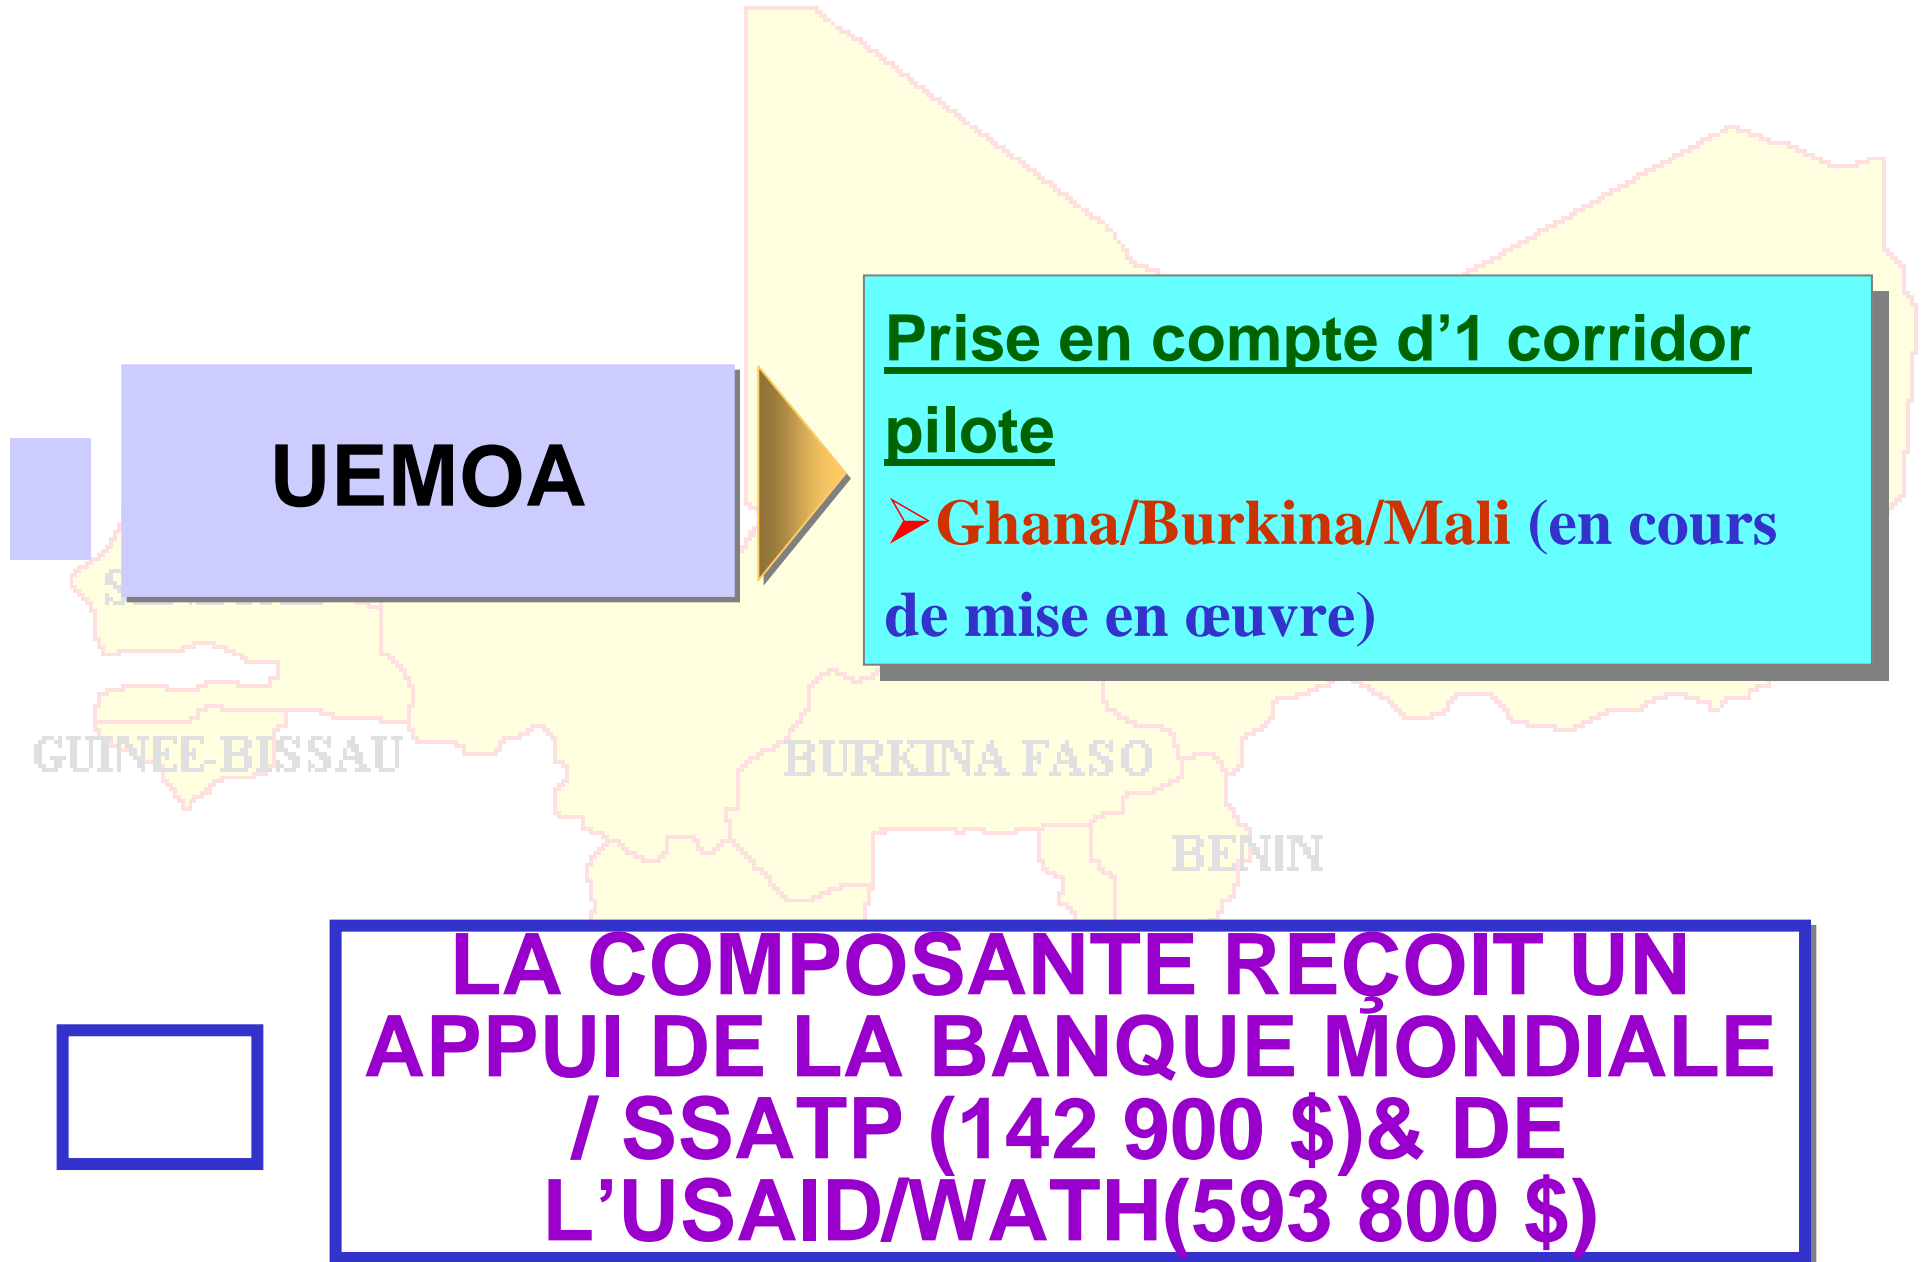 UEMOA
Prise en compte d’1 corridor
pilote
➢Ghana/Burkina/Mali (en cours
de mise en œuvre)
GUINEE-BISSAU
BURKINA FASO
BENIN
LA COMPOSANTE REÇOIT UN
APPUI DE LA BANQUE MONDIALE
/ SSATP (142 900 $)& DE
L’USAID/WATH(593 800 $)